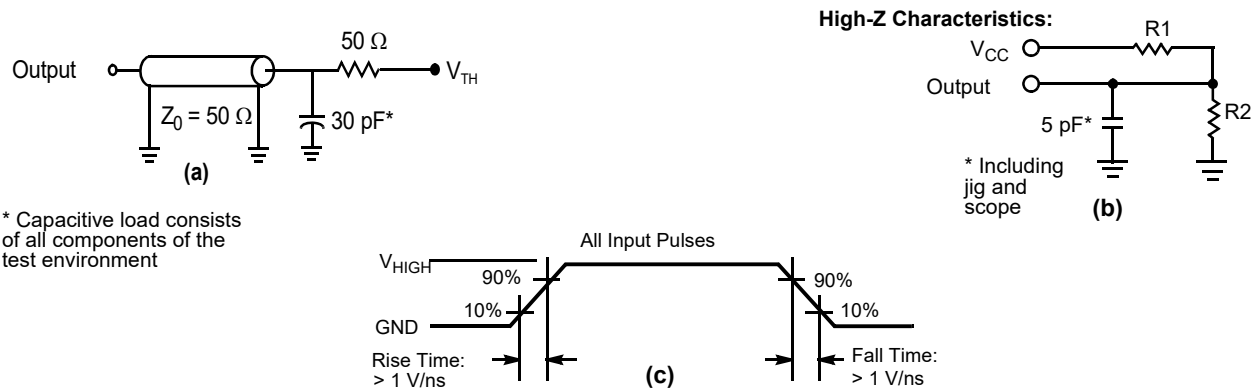 High-Z Characteristics:
50 Ω
R1
V_CC
Output
V_TH
Output
Z_0 = 50 Ω
30 pF*
5 pF*
R2
(a)
* Including
jig and
scope
(b)
* Capacitive load consists
of all components of the
test environment
All Input Pulses
V_HIGH
90%
90%
10%
10%
GND
Rise Time:
> 1 V/ns
(c)
Fall Time:
> 1 V/ns